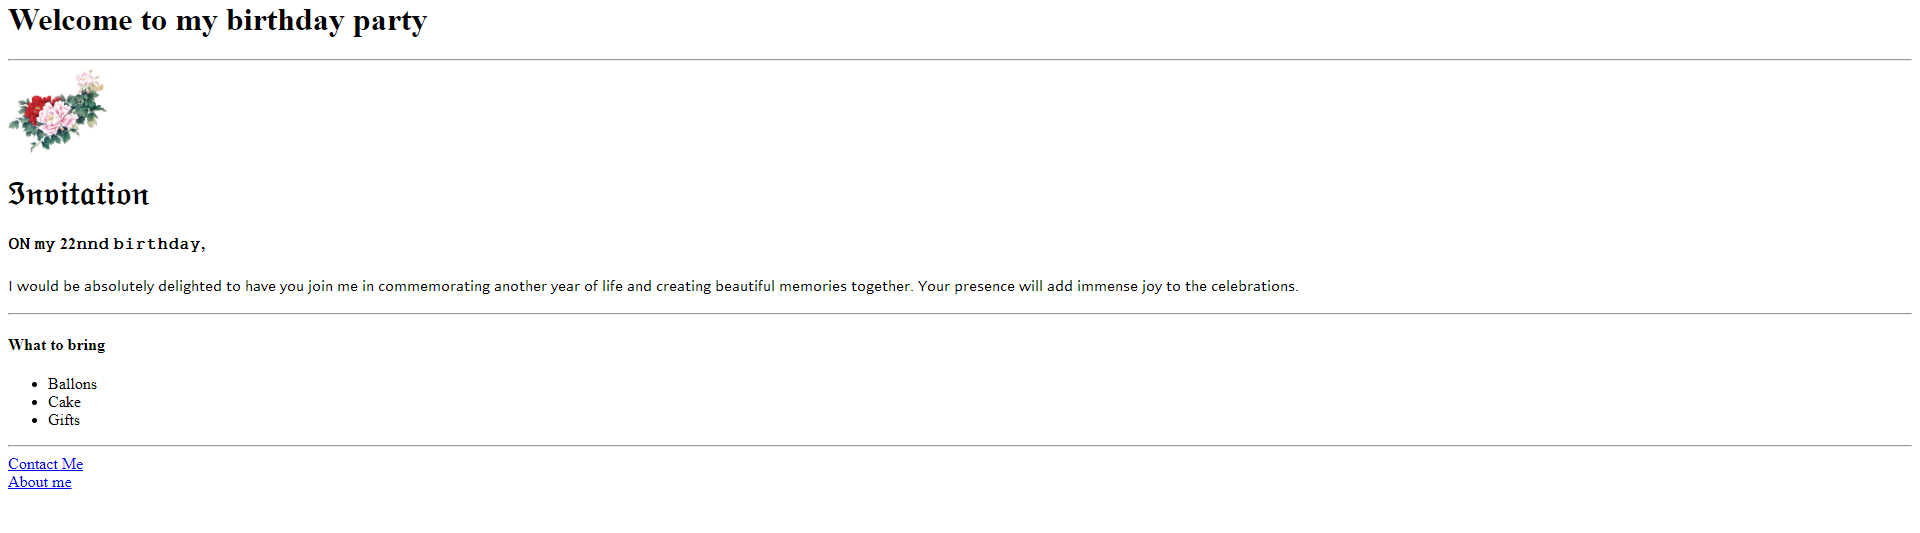 Welcome to my birthday party
Invitation
ON my 22nnd birthday,
I would be absolutely delighted to have you join me in commemorating another year of life and creating beautiful memories together. Your presence will add immense joy to the celebrations.
What to bring
Ballons
Cake
Gifts
Contact Me
About me